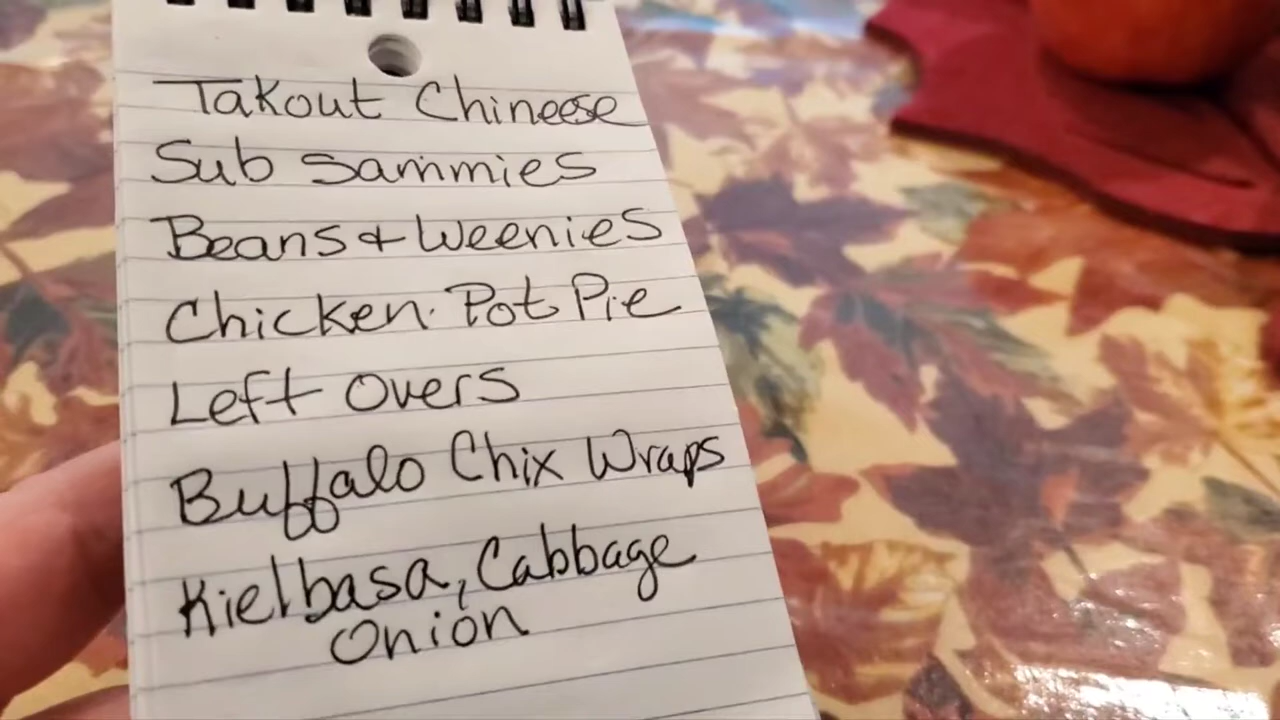 Takout Chineese
Sub Sammies
Beans & Weenies
Chicken Pot Pie
Left Overs
Buffalo Chix Wraps
Kielbasa, Cabbage
Onion